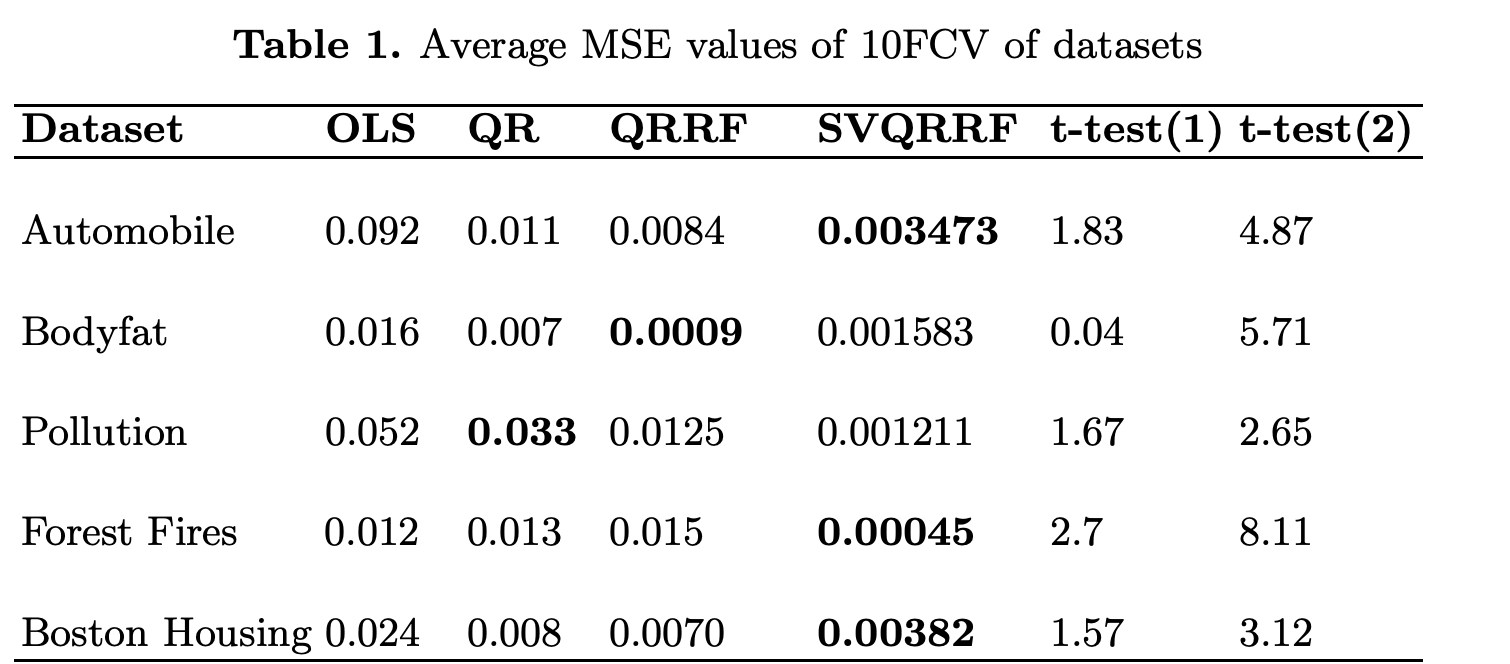 Table 1. Average MSE values of 10FCV of datasets
Dataset OLS QR QRRF SVQRRF t-test(1) t-test(2)
Automobile 0.092 0.011 0.0084 0.003473 1.83 4.87
Bodyfat 0.016 0.007 0.0009 0.001583 0.04 5.71
Pollution 0.052 0.033 0.0125 0.001211 1.67 2.65
Forest Fires 0.012 0.013 0.015 0.00045 2.7 8.11
Boston Housing 0.024 0.008 0.0070 0.00382 1.57 3.12